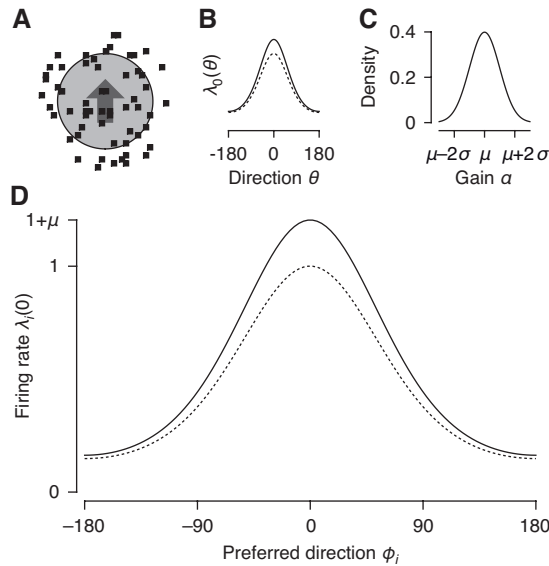 A
B
C
λ0(θ)
-180 0 180
Direction θ
Density
0.4
0.2
0
μ−2σ μ μ+2σ
Gain α
D
Firing rate λi(0)
1+μ
1
0
−180 −90 0 90 180
Preferred direction ϕi